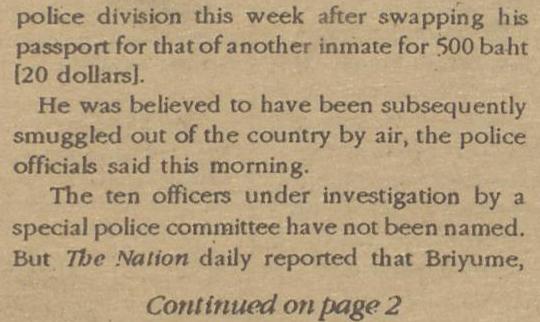 police division this week after swapping his
passport for that of another inmate for 500 baht
[20 dollars].
He was believed to have been subsequently
smuggled out of the country by air, the police
officials said this morning.
The ten officers under investigation by a
special police committee have not been named.
But The Nation daily reported that Briyume,
Continued on page 2